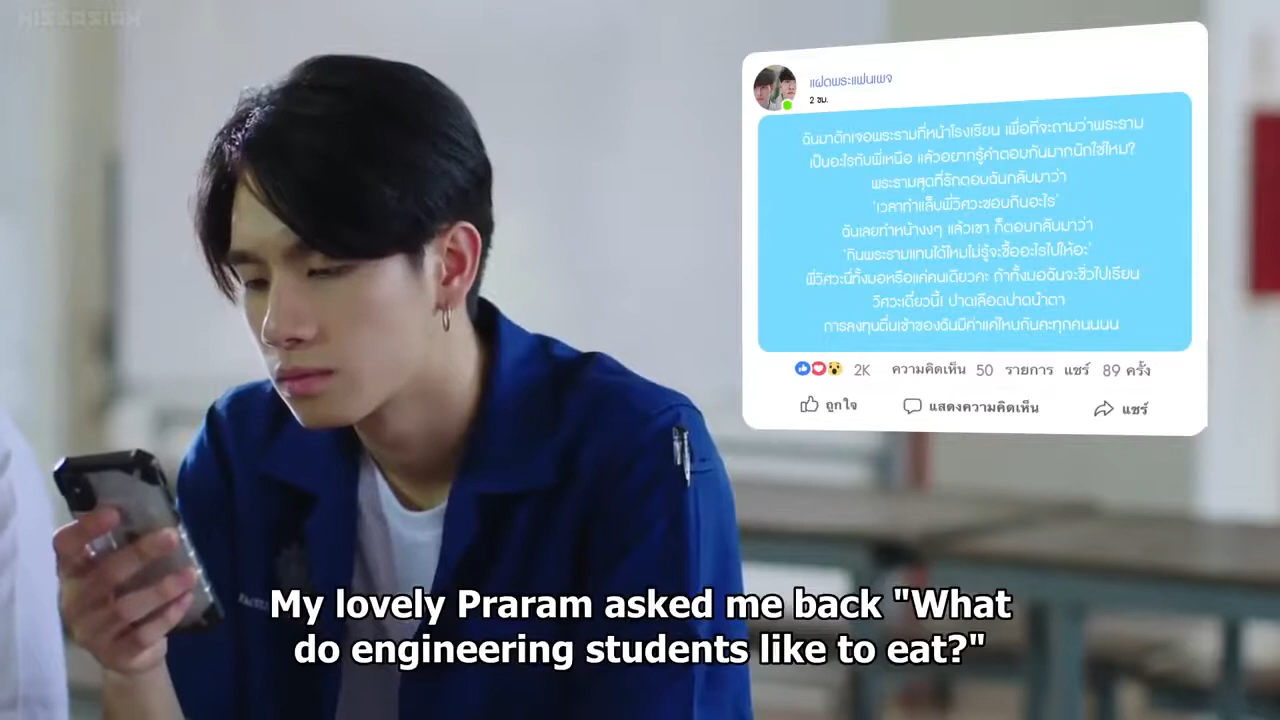 KISSASIAN
แฝดพระแฟนเพจ
2 ชม.
ฉันมาดักเจอพระรามที่หน้าโรงเรียน เพื่อที่จะถามว่าพระราม
เป็นอะไรกับพี่เหนือ แล้วอยากรู้คำตอบกันมากนักใช่ไหม?
พระรามสุดที่รักตอบฉันกลับมาว่า
'เวลาทำแล็บพี่วิศวะชอบกินอะไร'
ฉันเลยทำหน้างงๆ แล้วเขา ก็ตอบกลับมาว่า
'กินพระรามแทนได้ไหมไม่รู้จะซื้ออะไรไปให้อะ'
พี่วิศวะนี่ทั้งมอหรือแค่คนเดียวคะ ถ้าทั้งมอฉันจะซิ่วไปเรียน
วิศวะเดี๋ยวนี้! ปาดเลือดปาดน้ำตา
การลงทุนตื่นเช้าของฉันมีค่าแค่ไหนกันคะทุกคนนนน
2K ความคิดเห็น 50 รายการ แชร์ 89 ครั้ง
ถูกใจ แสดงความคิดเห็น แชร์
My lovely Praram asked me back "What
do engineering students like to eat?"